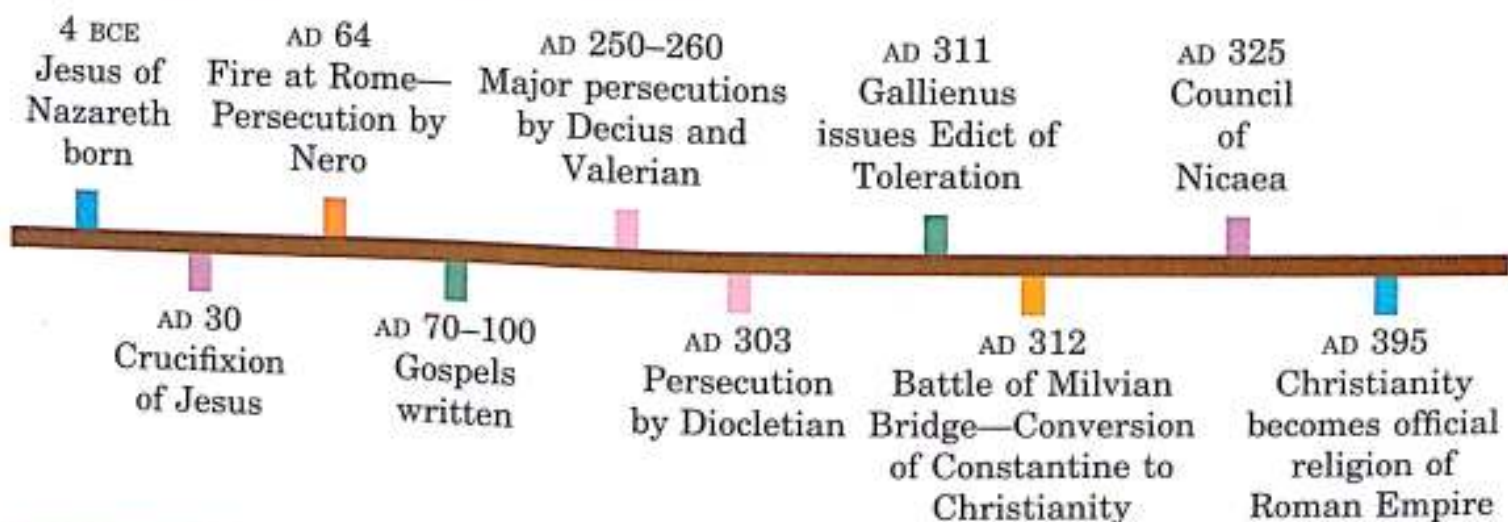 4 BCE
Jesus of
Nazareth
born
AD 30
Crucifixion
of Jesus
AD 64
Fire at Rome—
Persecution by
Nero
AD 70–100
Gospels
written
AD 250–260
Major persecutions
by Decius and
Valerian
AD 303
Persecution
by Diocletian
AD 311
Gallienus
issues Edict of
Toleration
AD 312
Battle of Milvian
Bridge—Conversion
of Constantine to
Christianity
AD 325
Council
of
Nicaea
AD 395
Christianity
becomes official
religion of
Roman Empire